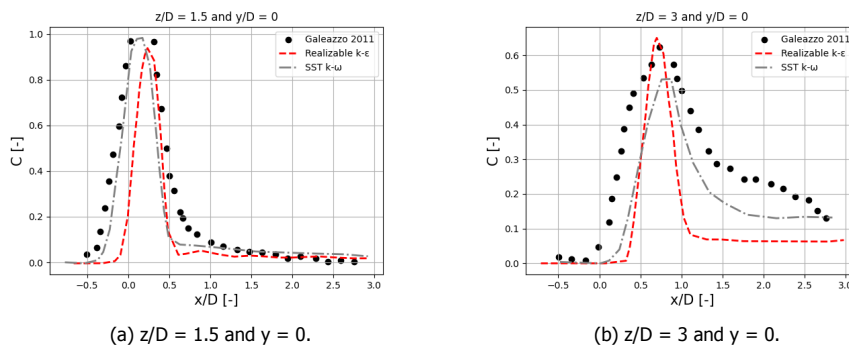 z/D = 1.5 and y/D = 0
C [-]
1.0
0.8
0.6
0.4
0.2
0.0
Galeazzo 2011
Realizable k-ε
SST k-ω
-0.5 0.0 0.5 1.0 1.5 2.0 2.5 3.0
x/D [-]
(a) z/D = 1.5 and y = 0.
z/D = 3 and y/D = 0
C [-]
0.6
0.5
0.4
0.3
0.2
0.1
0.0
Galeazzo 2011
Realizable k-ε
SST k-ω
-0.5 0.0 0.5 1.0 1.5 2.0 2.5 3.0
x/D [-]
(b) z/D = 3 and y = 0.